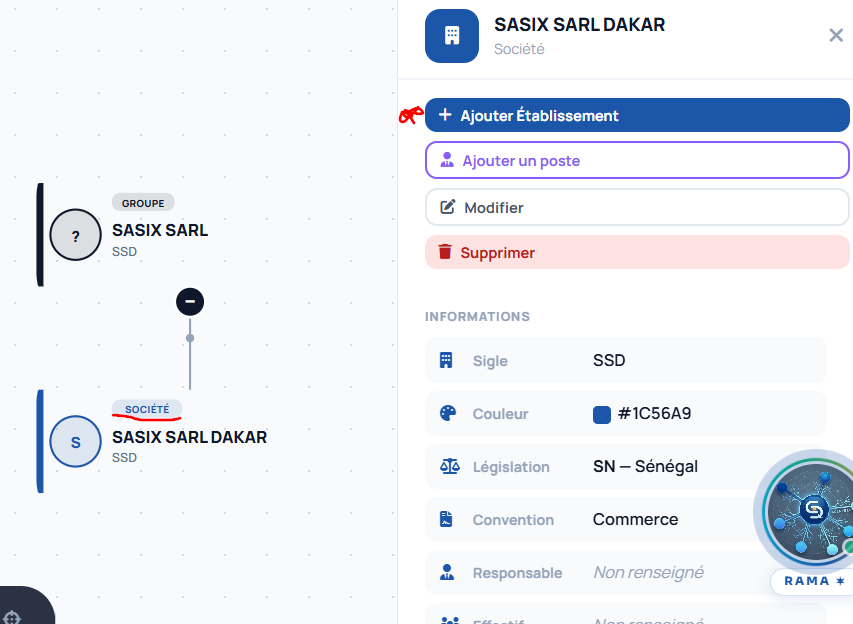 SASIX SARL DAKAR
Société
Ajouter Établissement
Ajouter un poste
Modifier
Supprimer
GROUPE
?
SASIX SARL
SSD
SOCIÉTÉ
S
SASIX SARL DAKAR
SSD
INFORMATIONS
Sigle SSD
Couleur #1C56A9
Législation SN — Sénégal
Convention Commerce
Responsable Non renseigné
Effectif Non renseigné
RAMA